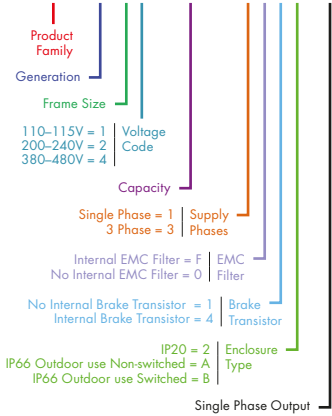 Product
Family
Generation
Frame Size
110–115V = 1
200–240V = 2
380–480V = 4
Voltage
Code
Capacity
Single Phase = 1
3 Phase = 3
Supply
Phases
Internal EMC Filter = F
No Internal EMC Filter = 0
EMC
Filter
No Internal Brake Transistor = 1
Internal Brake Transistor = 4
Brake
Transistor
IP20 = 2
IP66 Outdoor use Non-switched = A
IP66 Outdoor use Switched = B
Enclosure
Type
Single Phase Output